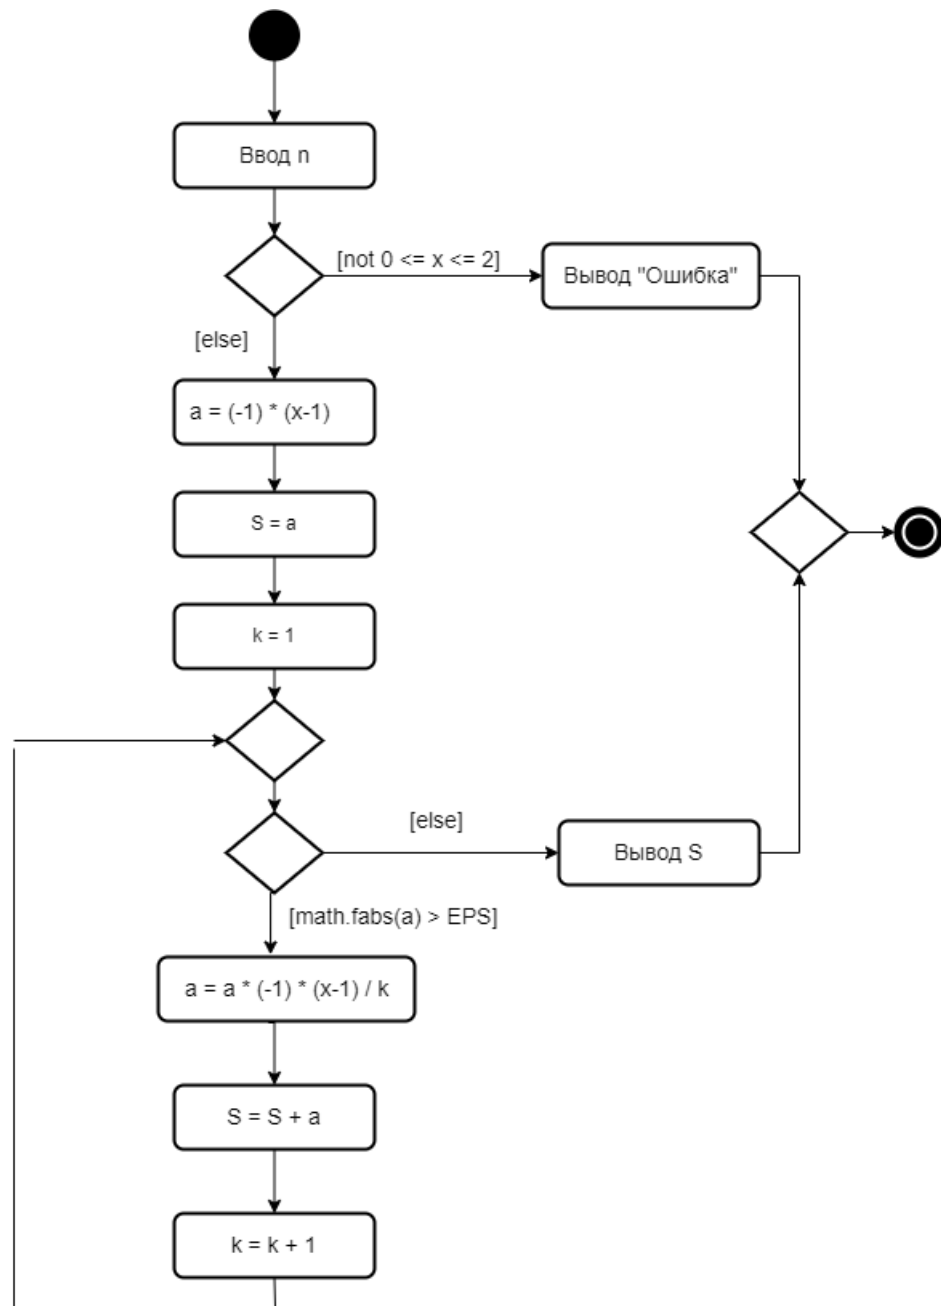 Ввод n
[not 0 <= x <= 2]
Вывод "Ошибка"
[else]
a = (-1) * (x-1)
S = a
k = 1
[else]
Вывод S
[math.fabs(a) > EPS]
a = a * (-1) * (x-1) / k
S = S + a
k = k + 1